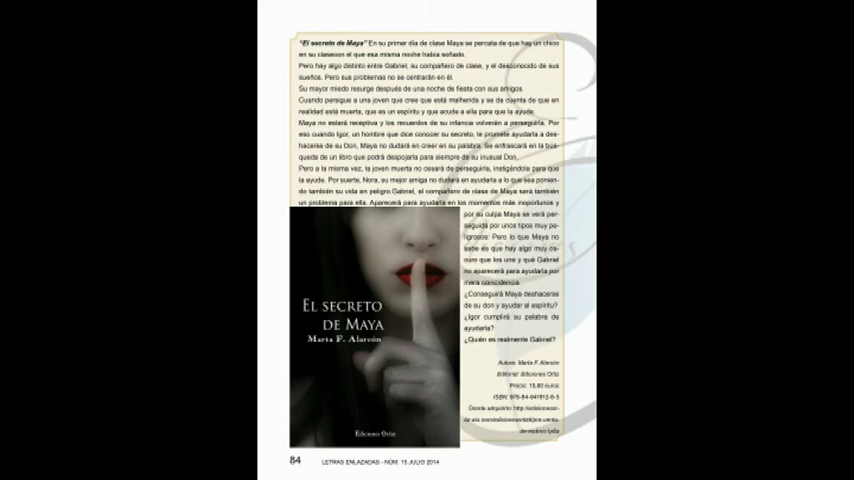 "El secreto de Maya" En su primer día de clase Maya se percata de que hay un chico
en su clasecon el que esa misma noche había soñado.
Pero hay algo distinto entre Gabriel, su compañero de clase, y el desconocido de sus
sueños. Pero sus problemas no se centrarán en él.
Su mayor miedo resurge después de una noche de fiesta con sus amigos.
Cuando persigue a una joven que cree que está malherida y se da cuenta de que en
realidad está muerta, que es un espíritu y que acude a ella para que la ayude.
Maya no estará receptiva y los recuerdos de su infancia volverán a perseguirla. Por
eso cuando Igor, un hombre que dice conocer su secreto, le promete ayudarla a des-
hacerse de su Don, Maya no dudará en creer en su palabra. Se enfrascará en la bús-
queda de un libro que podrá despojarla para siempre de su inusual Don.
Pero a la misma vez, la joven muerta no cesará de perseguirla, instigándola para que
la ayude. Por suerte, Nora, su mejor amiga no dudará en ayudarla a lo que sea ponien-
do también su vida en peligro Gabriel, el compañero de clase de Maya será también
un problema para ella. Aparecerá para ayudarla en los momentos más inoportunos y
por su culpa Maya se verá per-
seguida por unos tipos muy pe-
ligrosos. Pero lo que Maya no
sabe es que hay algo muy os-
curo que los une y que Gabriel
no aparecerá para ayudarla por
mera coincidencia.
¿Conseguirá Maya deshacerse
de su don y ayudar al espíritu?
¿Igor cumplirá su palabra de
ayudarla?
¿Quién es realmente Gabriel?
EL SECRETO
DE MAYA
Marta F. Alarcón
Ediciones Ortiz
Autora: Marta F. Alarcón
Editorial: Ediciones Ortiz
Precio: 15.80 euros
Donde adquirirlo:
84 LETRAS ENLAZADAS - NÚM. 15 JULIO 2014